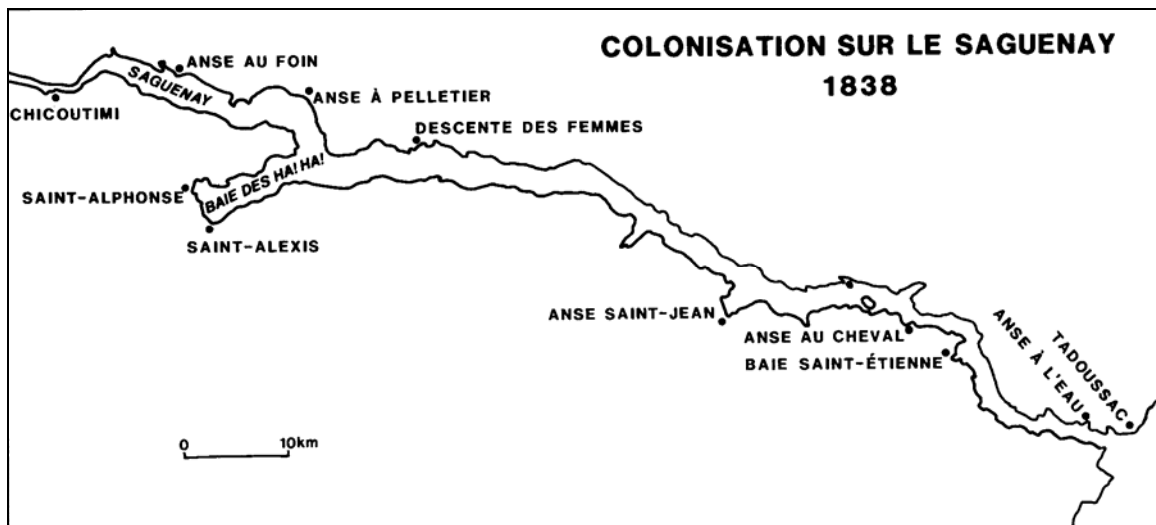 COLONISATION SUR LE SAGUENAY
1838
ANSE AU FOIN
SAGUENAY
ANSE À PELLETIER
CHICOUTIMI
DESCENTE DES FEMMES
BAIE DES HA! HA!
SAINT-ALPHONSE
SAINT-ALEXIS
ANSE SAINT-JEAN
ANSE AU CHEVAL
BAIE SAINT-ÉTIENNE
ANSE À L'EAU
TADOUSSAC
0 10km